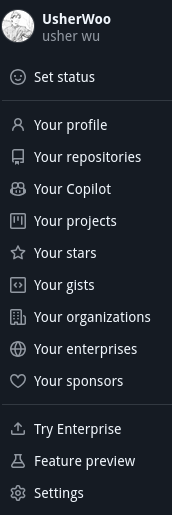 UsherWoo
usher wu
Set status
Your profile
Your repositories
Your Copilot
Your projects
Your stars
Your gists
Your organizations
Your enterprises
Your sponsors
Try Enterprise
Feature preview
Settings